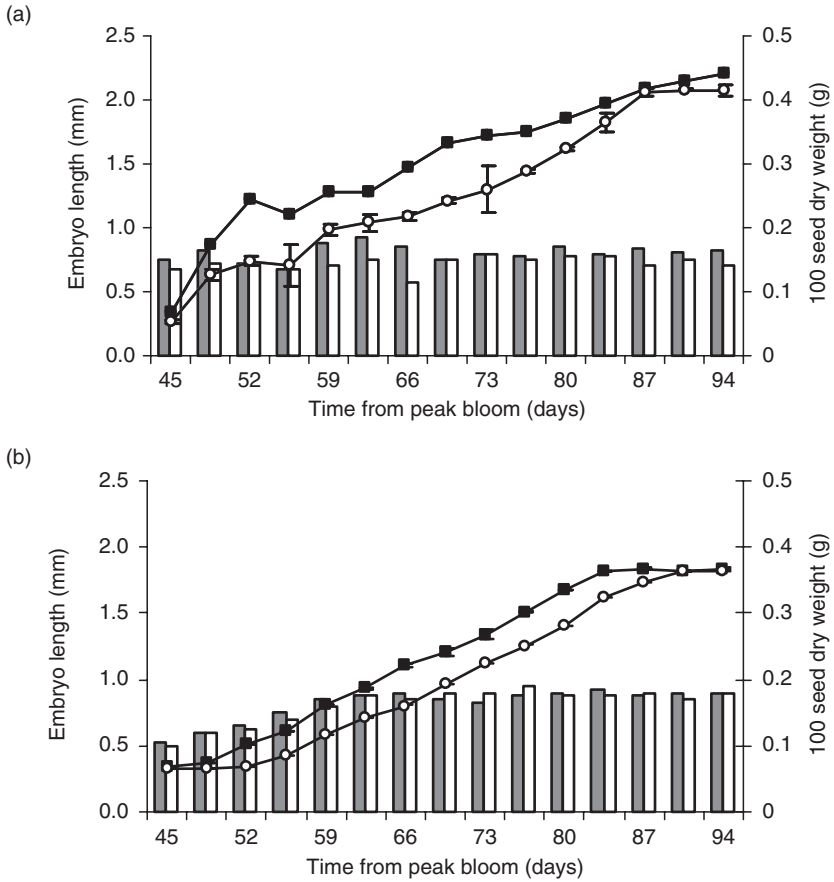 (a)
2.5
2.0
1.5
1.0
0.5
0.0
Embryo length (mm)
0.5
0.4
0.3
0.2
0.1
0
100 seed dry weight (g)
45 52 59 66 73 80 87 94
Time from peak bloom (days)
(b)
2.5
2.0
1.5
1.0
0.5
0.0
Embryo length (mm)
0.5
0.4
0.3
0.2
0.1
0
100 seed dry weight (g)
45 52 59 66 73 80 87 94
Time from peak bloom (days)